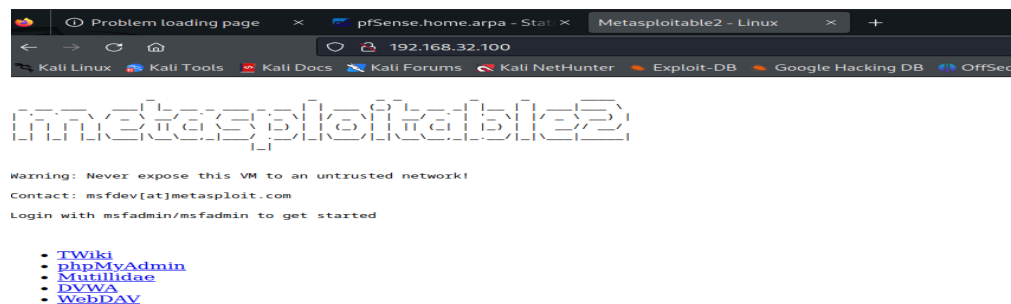 Problem loading page
pfSense.home.arpa - Stat
Metasploitable2 - Linux
192.168.32.100
Kali Linux Kali Tools Kali Docs Kali Forums Kali NetHunter Exploit-DB Google Hacking DB OffSec
metasploitable2
Warning: Never expose this VM to an untrusted network!
Contact: msfdev[at]metasploit.com
Login with msfadmin/msfadmin to get started
TWiki
phpMyAdmin
Mutillidae
DVWA
WebDAV